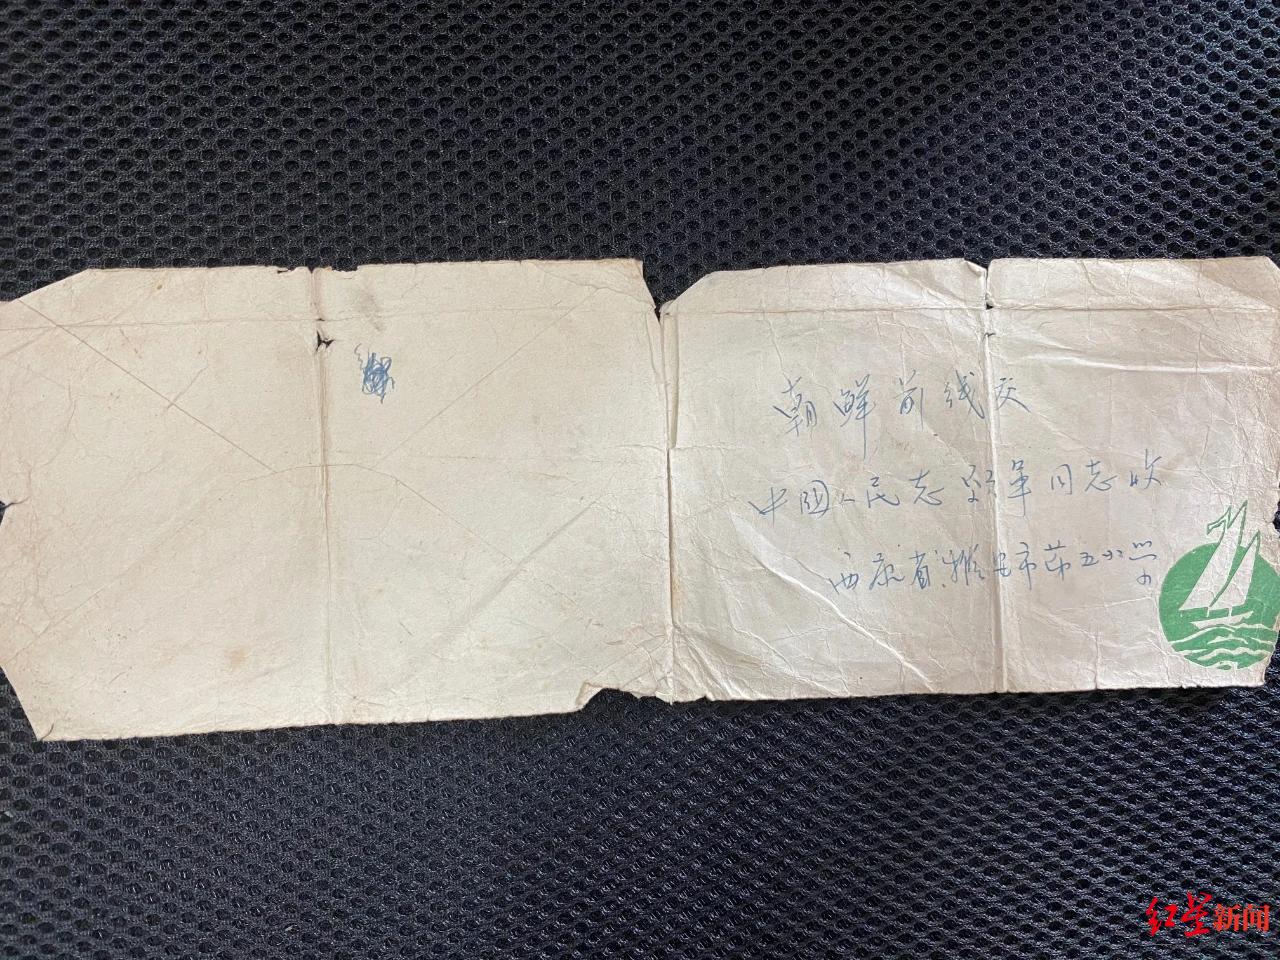 朝鲜前线交
中国人民志愿军同志收
西康省雅安市第五小学
红星新闻